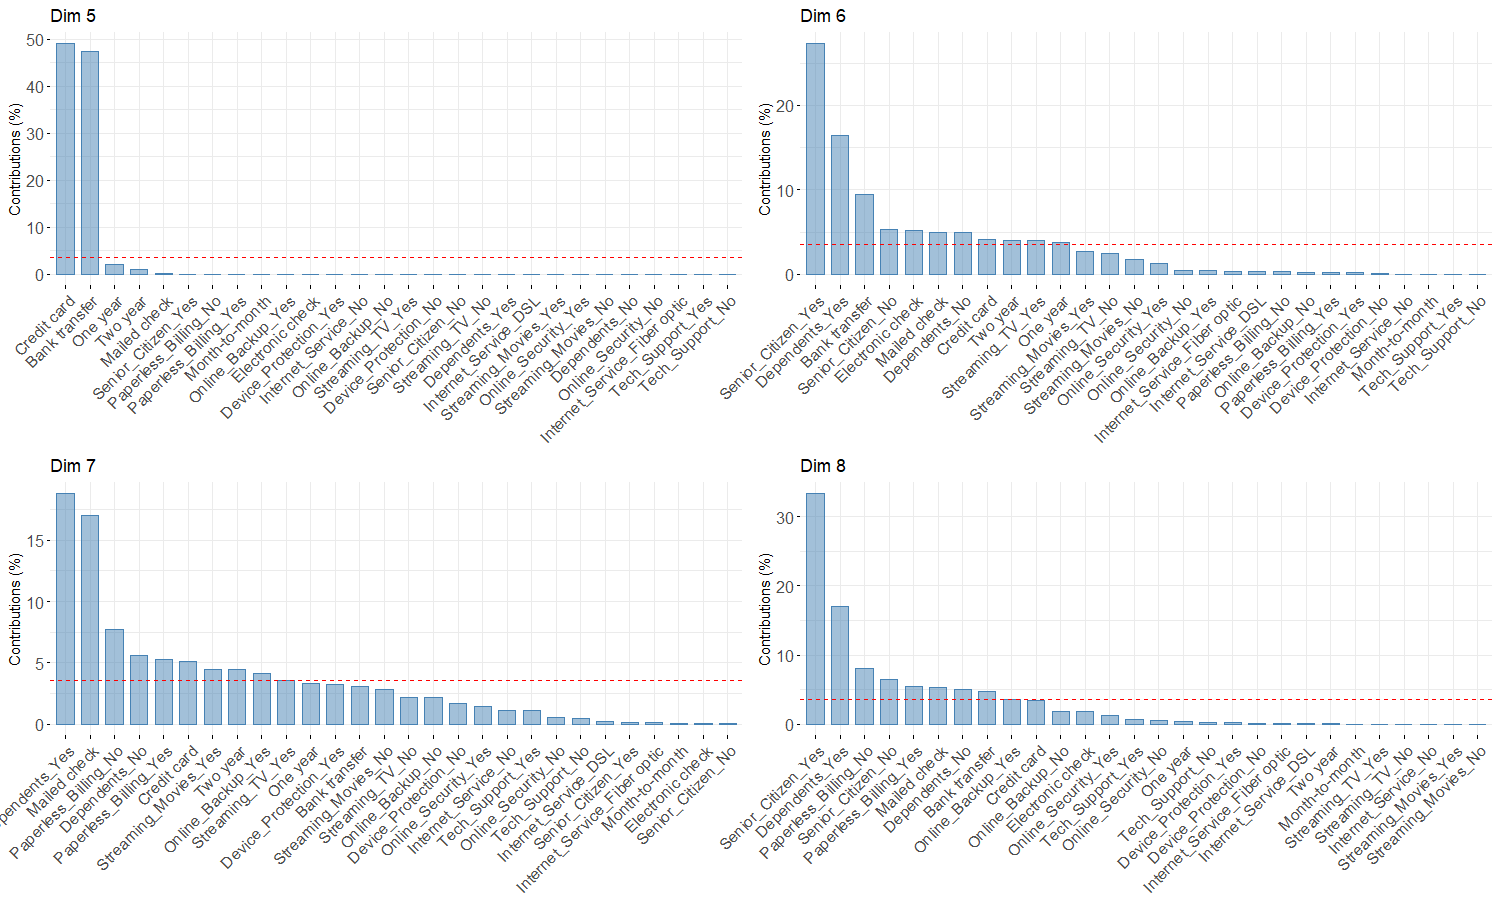 Dim 5
Contributions (%)
50
40
30
20
10
0
Credit card
Bank transfer
One year
Two year
Mailed check
Senior_Citizen_Yes
Paperless_Billing_No
Paperless_Billing_Yes
Month-to-month
Online_Backup_Yes
Electronic check
Device_Protection_Yes
Internet_Service_No
Online_Backup_No
Streaming_TV_Yes
Device_Protection_No
Senior_Citizen_No
Streaming_TV_No
Dependents_Yes
Internet_Service_DSL
Streaming_Movies_Yes
Online_Security_Yes
Streaming_Movies_No
Dependents_No
Online_Security_No
Internet_Service_Fiber optic
Tech_Support_Yes
Tech_Support_No
Dim 6
Contributions (%)
20
10
0
Senior_Citizen_Yes
Dependents_Yes
Bank transfer
Senior_Citizen_No
Electronic check
Mailed check
Dependents_No
Credit card
Two year
Streaming_TV_Yes
One year
Streaming_Movies_Yes
Streaming_TV_No
Streaming_Movies_No
Online_Security_Yes
Online_Security_No
Online_Backup_Yes
Internet_Service_Fiber optic
Internet_Service_DSL
Paperless_Billing_No
Online_Backup_No
Paperless_Billing_Yes
Device_Protection_Yes
Device_Protection_No
Internet_Service_No
Month-to-month
Tech_Support_Yes
Tech_Support_No
Dim 7
Contributions (%)
15
10
5
0
pendents_Yes
Mailed check
Paperless_Billing_No
Dependents_No
Paperless_Billing_Yes
Credit card
Streaming_Movies_Yes
Two year
Online_Backup_Yes
Streaming_TV_Yes
One year
Device_Protection_Yes
Bank transfer
Streaming_Movies_No
Streaming_TV_No
Online_Backup_No
Device_Protection_No
Online_Security_Yes
Internet_Service_No
Tech_Support_Yes
Online_Security_No
Tech_Support_No
Internet_Service_DSL
Senior_Citizen_Yes
Internet_Service_Fiber optic
Month-to-month
Electronic check
Senior_Citizen_No
Dim 8
Contributions (%)
30
20
10
0
Senior_Citizen_Yes
Dependents_Yes
Paperless_Billing_No
Senior_Citizen_No
Paperless_Billing_Yes
Mailed check
Dependents_No
Bank transfer
Online_Backup_Yes
Credit card
Online_Backup_No
Electronic check
Online_Security_Yes
Tech_Support_Yes
Online_Security_No
One year
Tech_Support_No
Device_Protection_Yes
Device_Protection_No
Internet_Service_Fiber optic
Internet_Service_DSL
Two year
Month-to-month
Streaming_TV_Yes
Streaming_TV_No
Internet_Service_No
Streaming_Movies_Yes
Streaming_Movies_No